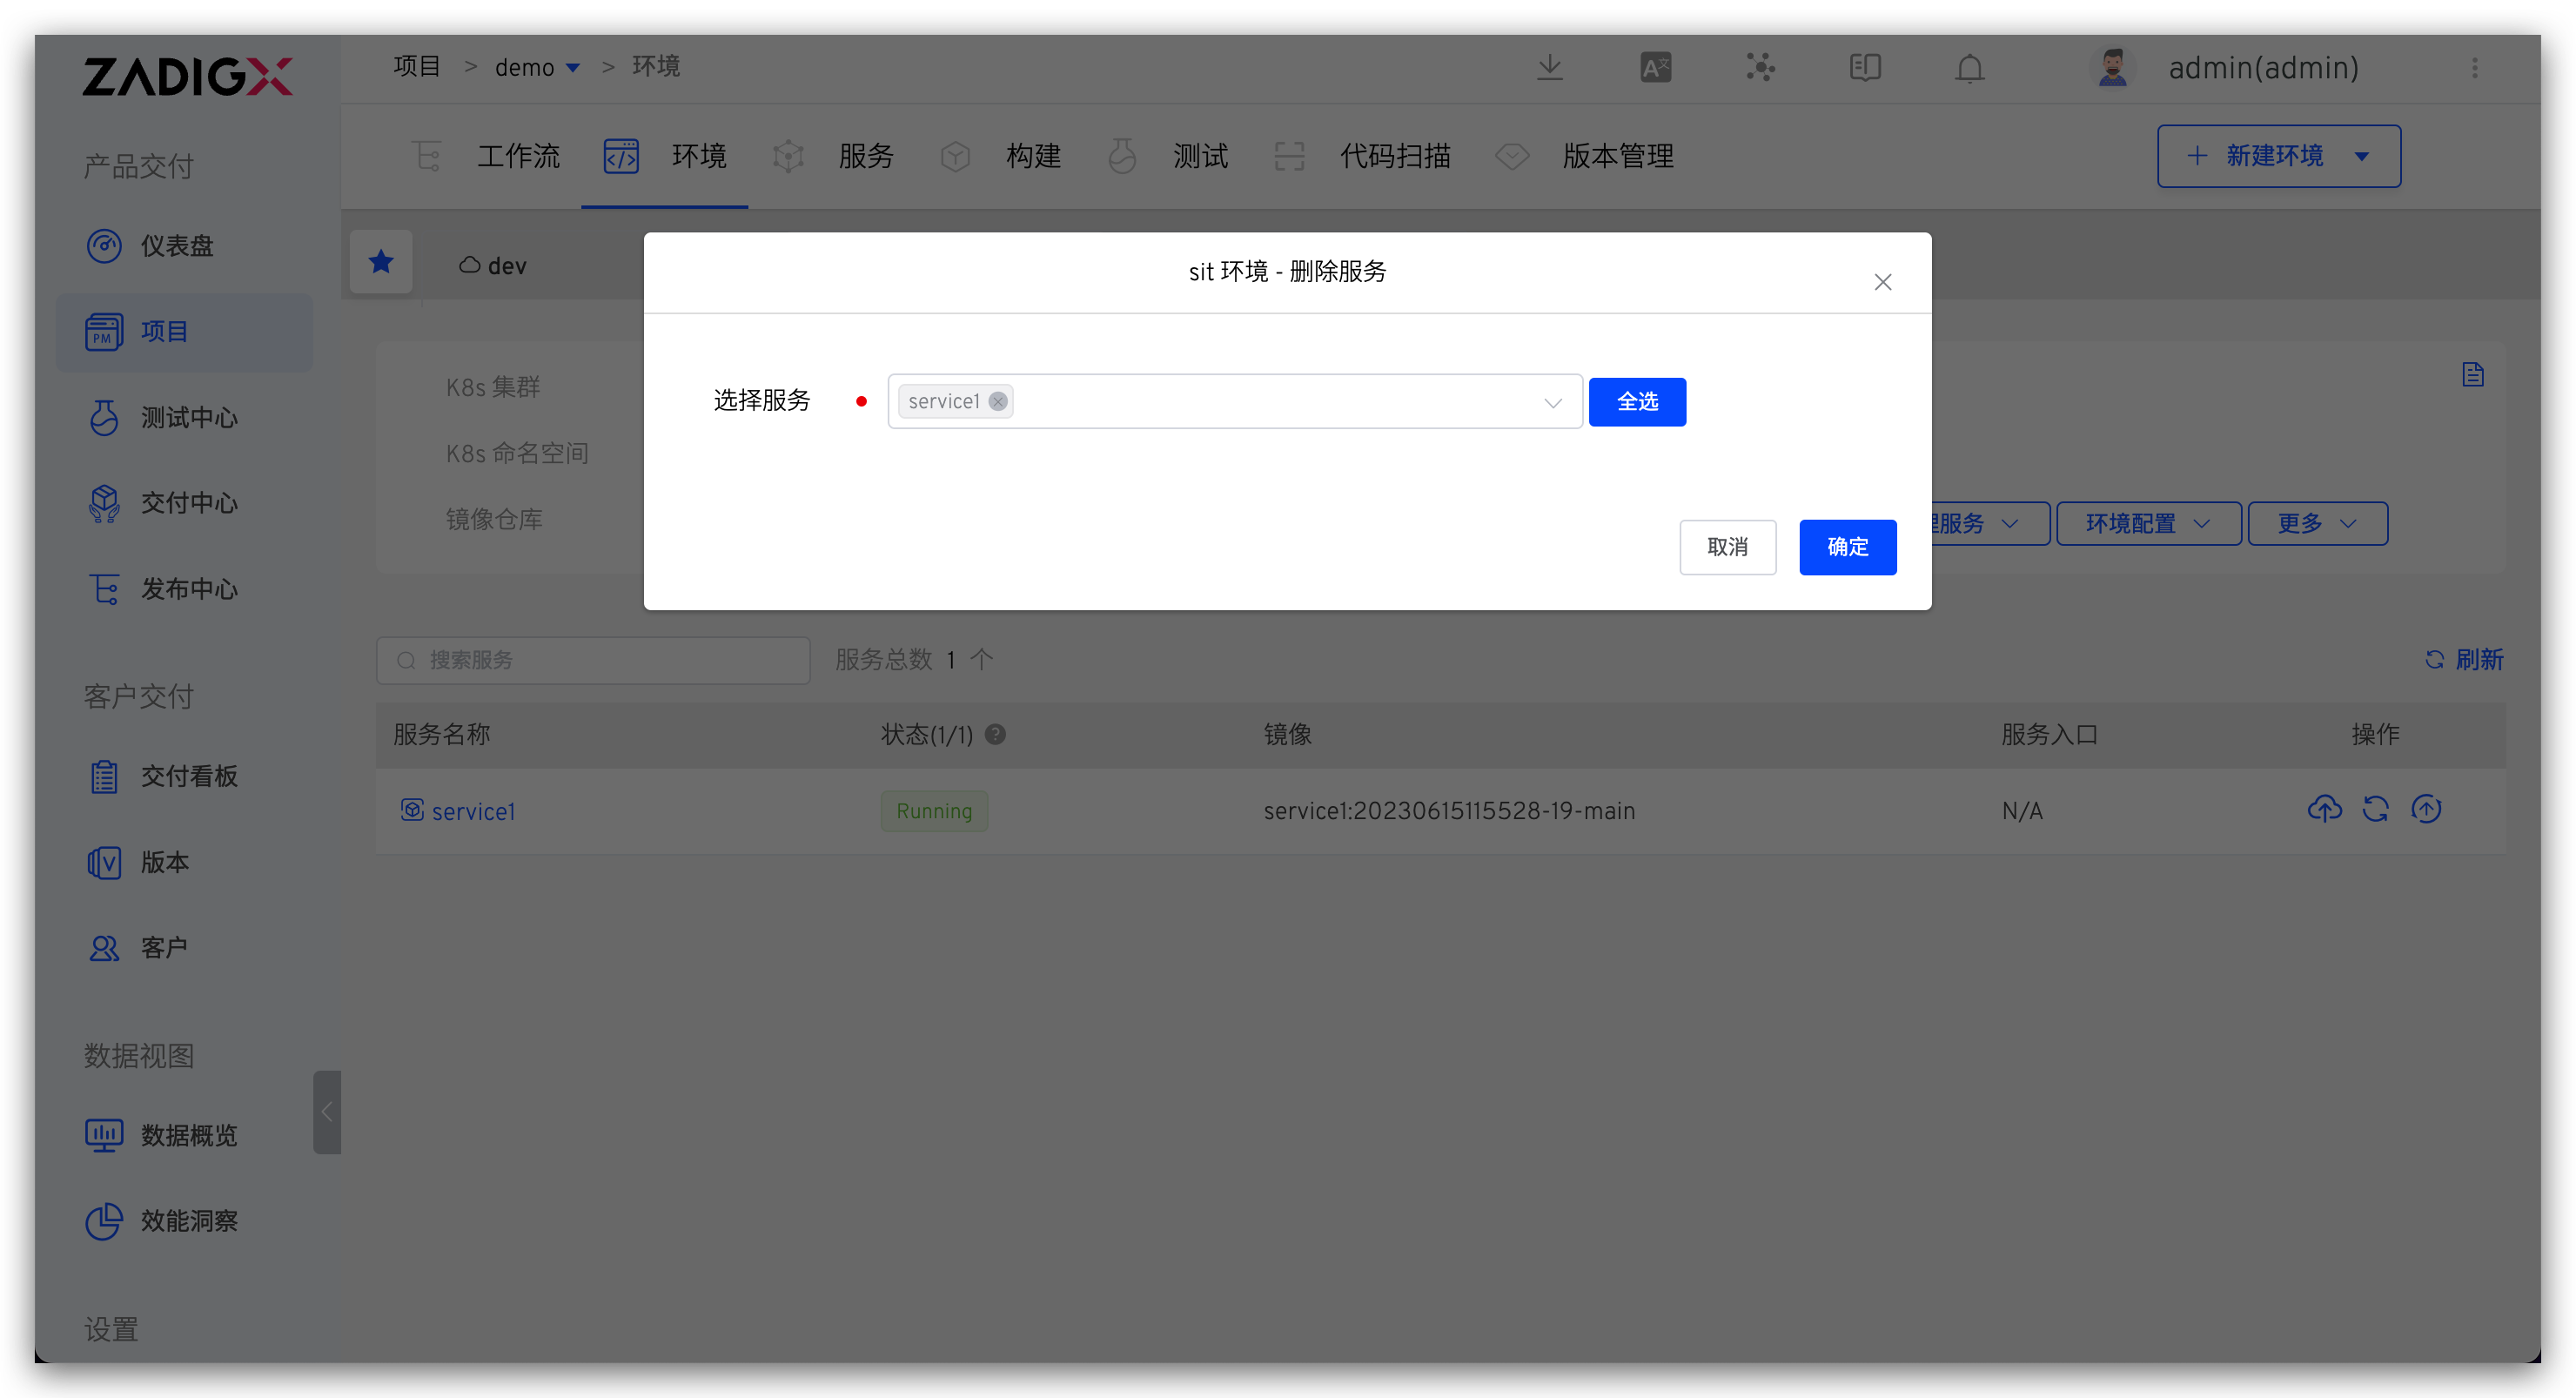 ZADIGX
产品交付
仪表盘
PM
项目
测试中心
交付中心
发布中心
客户交付
交付看板
版本
客户
数据视图
数据概览
效能洞察
设置
项目 > demo > 环境
admin(admin)
工作流 环境 服务 构建 测试 代码扫描 版本管理
+ 新建环境
dev
sit 环境 - 删除服务
选择服务 service1 全选
取消 确定
K8s 集群
K8s 命名空间
镜像仓库
服务 环境配置 更多
搜索服务 服务总数 1 个 刷新
服务名称 状态(1/1) 镜像 服务入口 操作
service1 Running service1:20230615115528-19-main N/A